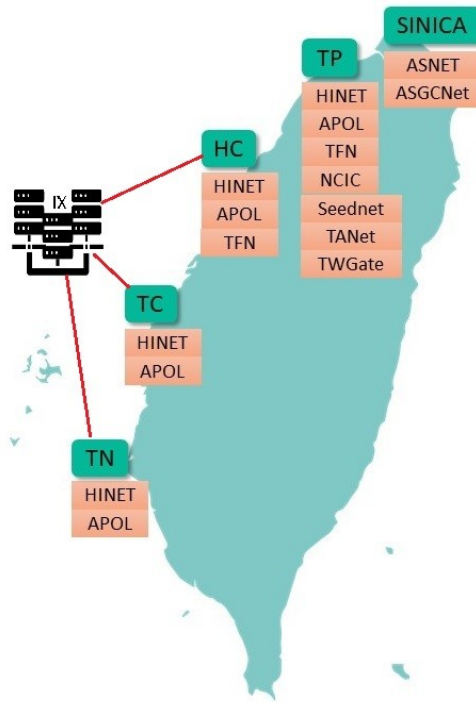 SINICA
ASNET
ASGCNet
TP
HINET
APOL
TFN
NCIC
Seednet
TANet
TWGate
HC
HINET
APOL
TFN
IX
TC
HINET
APOL
TN
HINET
APOL